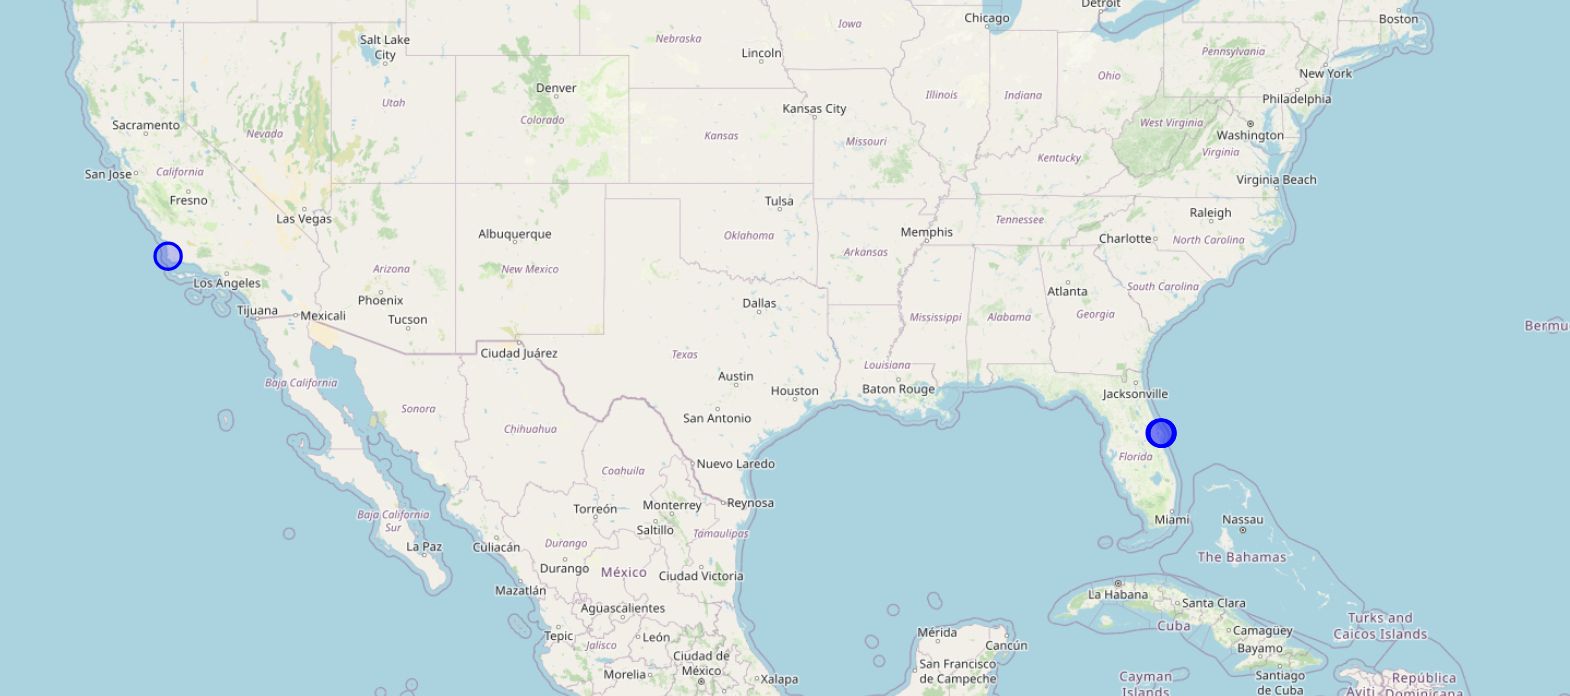 Detroit
Chicago
Boston
Iowa
Salt Lake
City
Nebraska
Lincoln
Pennsylvania
New York
Ohio
Denver
Utah
Illinois
Indiana
Philadelphia
Kansas City
Colorado
Sacramento
Nevada
Kansas
Missouri
West Virginia
Washington
Virginia
Kentucky
San Jose
California
Virginia Beach
Fresno
Las Vegas
Tulsa
Raleigh
Tennessee
Albuquerque
Oklahoma
Memphis
Charlotte
North Carolina
Arkansas
Arizona
New Mexico
Los Angeles
South Carolina
Atlanta
Phoenix
Dallas
Tijuana
Mexicali
Tucson
Mississippi
Alabama
Georgia
Bermu
Ciudad Juárez
Texas
Louisiana
Austin
Baja California
Houston
Baton Rouge
Jacksonville
Sonora
San Antonio
Chihuahua
Florida
Nuevo Laredo
Coahuila
Reynosa
Monterrey
Torreón
Baja California
Sur
Saltillo
Tamaulipas
Miami
Nassau
La Paz
Culiacán
Durango
The Bahamas
Durango
México
Ciudad Victoria
Mazatlán
La Habana
Santa Clara
Aguascalientes
Turks and
Caicos Islands
Cuba
Camagüey
Mérida
Tepic
León
Jalisco
Cancún
Bayamo
Ciudad de
México
San Francisco
de Campeche
Morelia
Xalapa
Cayman
Islands
Santiago
de Cuba
República
Dominicana
Ayiti